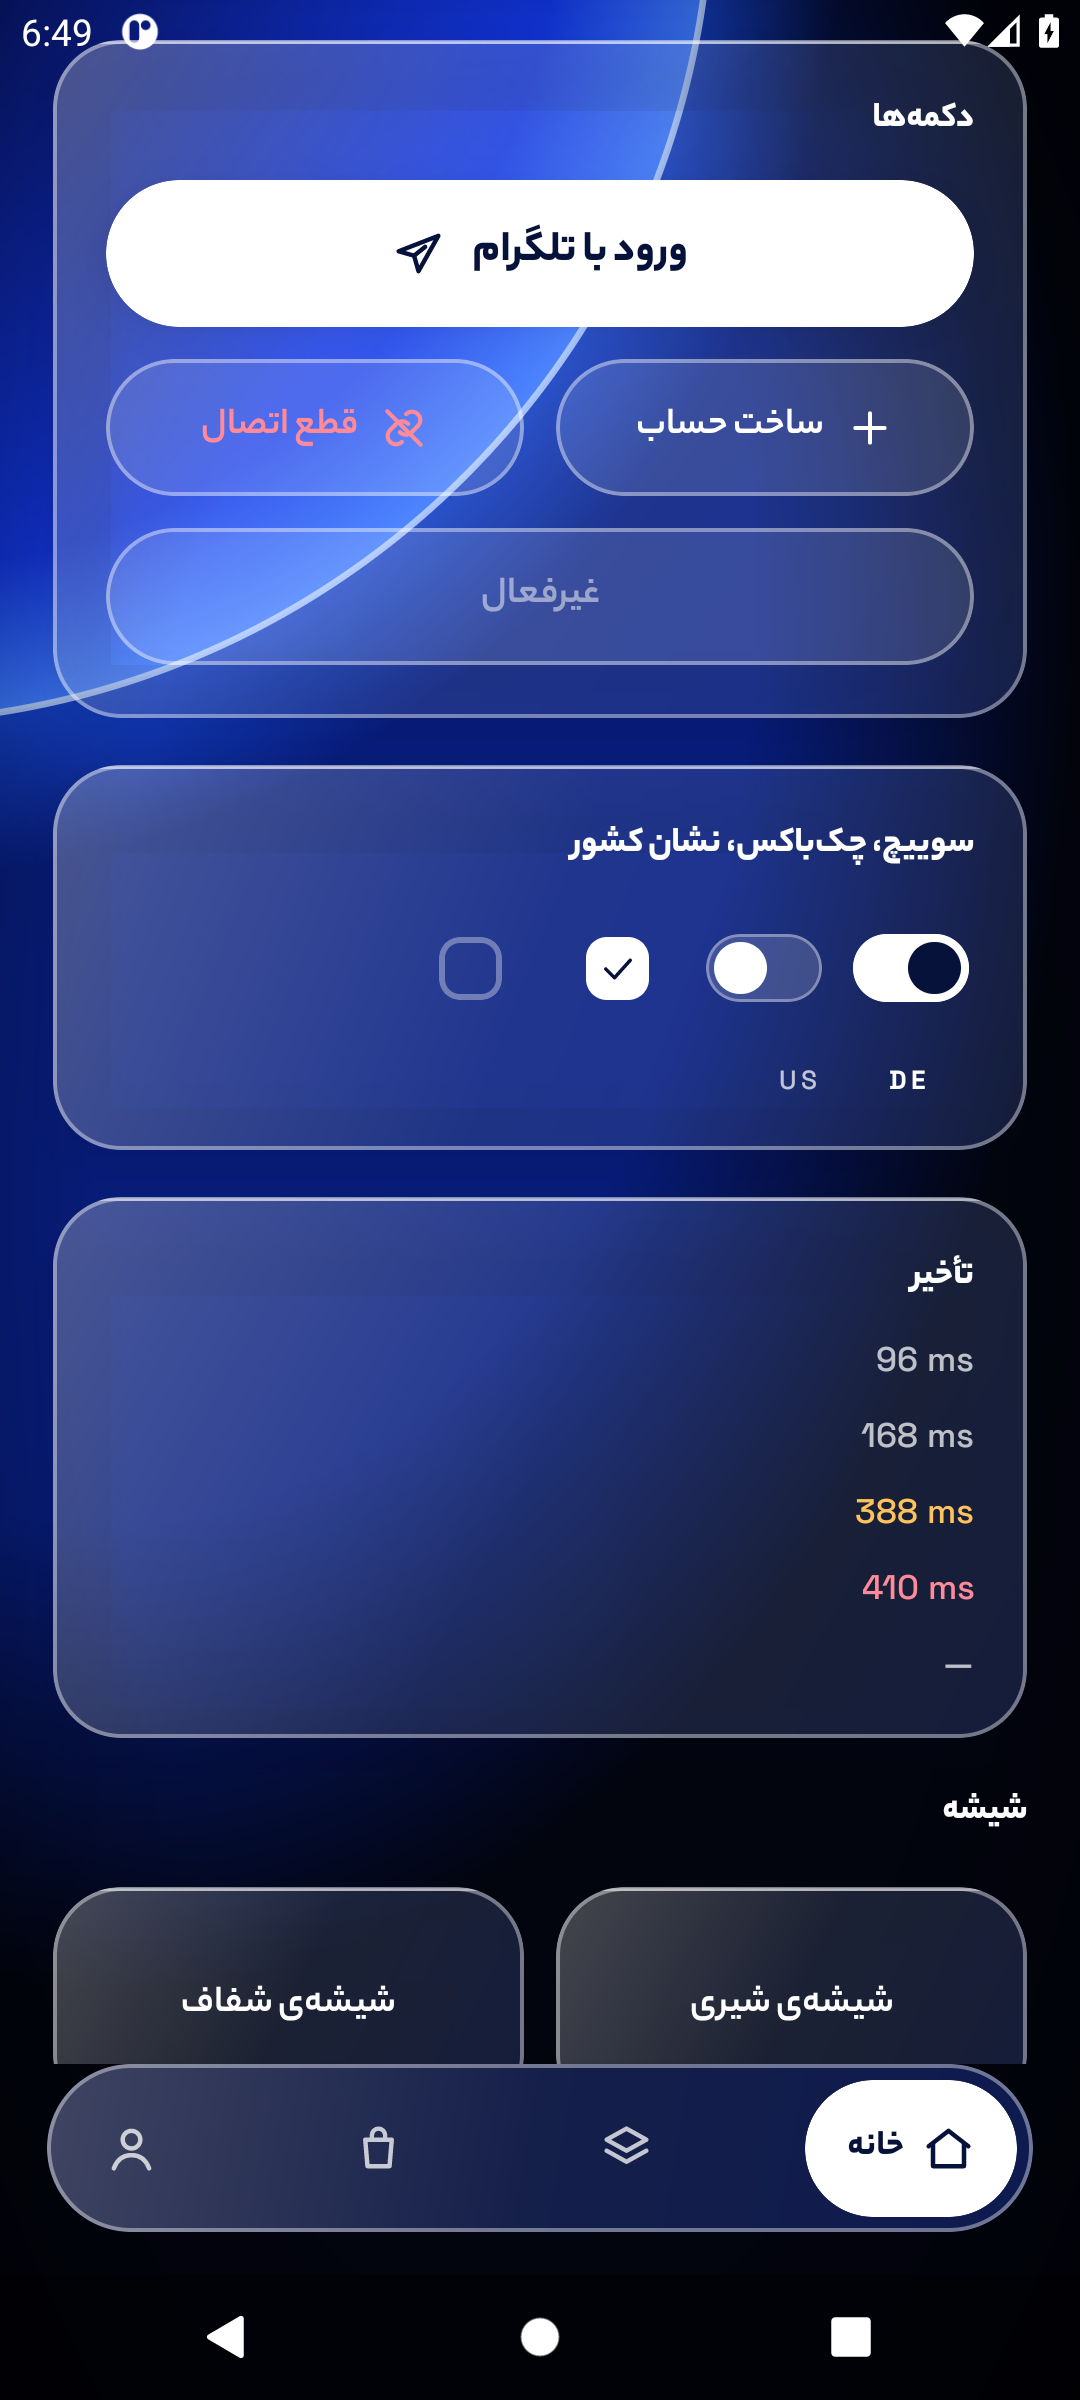 6:49
دکمه‌ها
ورود با تلگرام
ساخت حساب
قطع اتصال
غیرفعال
سوییچ، چک‌باکس، نشان کشور
DE
US
تأخیر
96 ms
168 ms
388 ms
410 ms
—
شیشه
شیشه‌ی شیری
شیشه‌ی شفاف
خانه